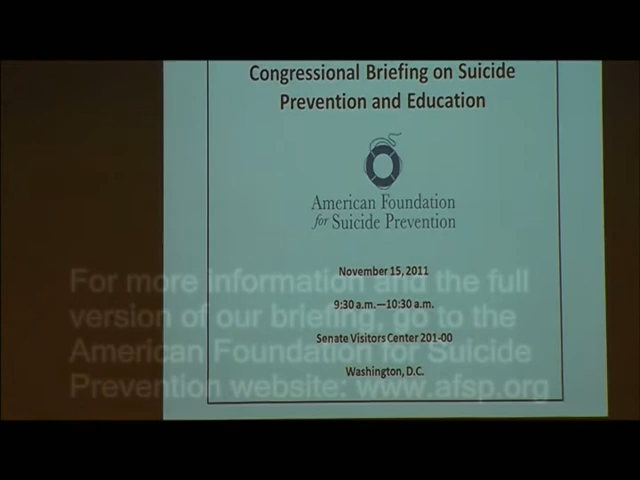 Congressional Briefing on Suicide
Prevention and Education
American Foundation
for Suicide Prevention
November 15, 2011
9:30 a.m.—10:30 a.m.
Senate Visitors Center 201-00
Washington, D.C.
For more information and the full
version of our briefing go to the
American Foundation for Suicide
Prevention website: www.afsp.org